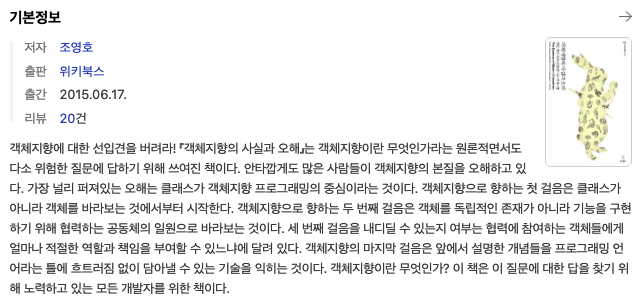 기본정보
저자 조영호
출판 위키북스
출간 2015.06.17.
리뷰 20건
객체지향에 대한 선입견을 버려라! 『객체지향의 사실과 오해』는 객체지향이란 무엇인가라는 원론적면서도
다소 위험한 질문에 답하기 위해 쓰여진 책이다. 안타깝게도 많은 사람들이 객체지향의 본질을 오해하고 있
다. 가장 널리 퍼져있는 오해는 클래스가 객체지향 프로그래밍의 중심이라는 것이다. 객체지향으로 향하는 첫 걸음은 클래스가
아니라 객체를 바라보는 것에서부터 시작한다. 객체지향으로 향하는 두 번째 걸음은 객체를 독립적인 존재가 아니라 기능을 구현
하기 위해 협력하는 공동체의 일원으로 바라보는 것이다. 세 번째 걸음을 내디딜 수 있는지 여부는 협력에 참여하는 객체들에게
얼마나 적절한 역할과 책임을 부여할 수 있느냐에 달려 있다. 객체지향의 마지막 걸음은 앞에서 설명한 개념들을 프로그래밍 언
어라는 틀에 흐트러짐 없이 담아낼 수 있는 기술을 익히는 것이다. 객체지향이란 무엇인가? 이 책은 이 질문에 대한 답을 찾기 위
해 노력하고 있는 모든 개발자를 위한 책이다.